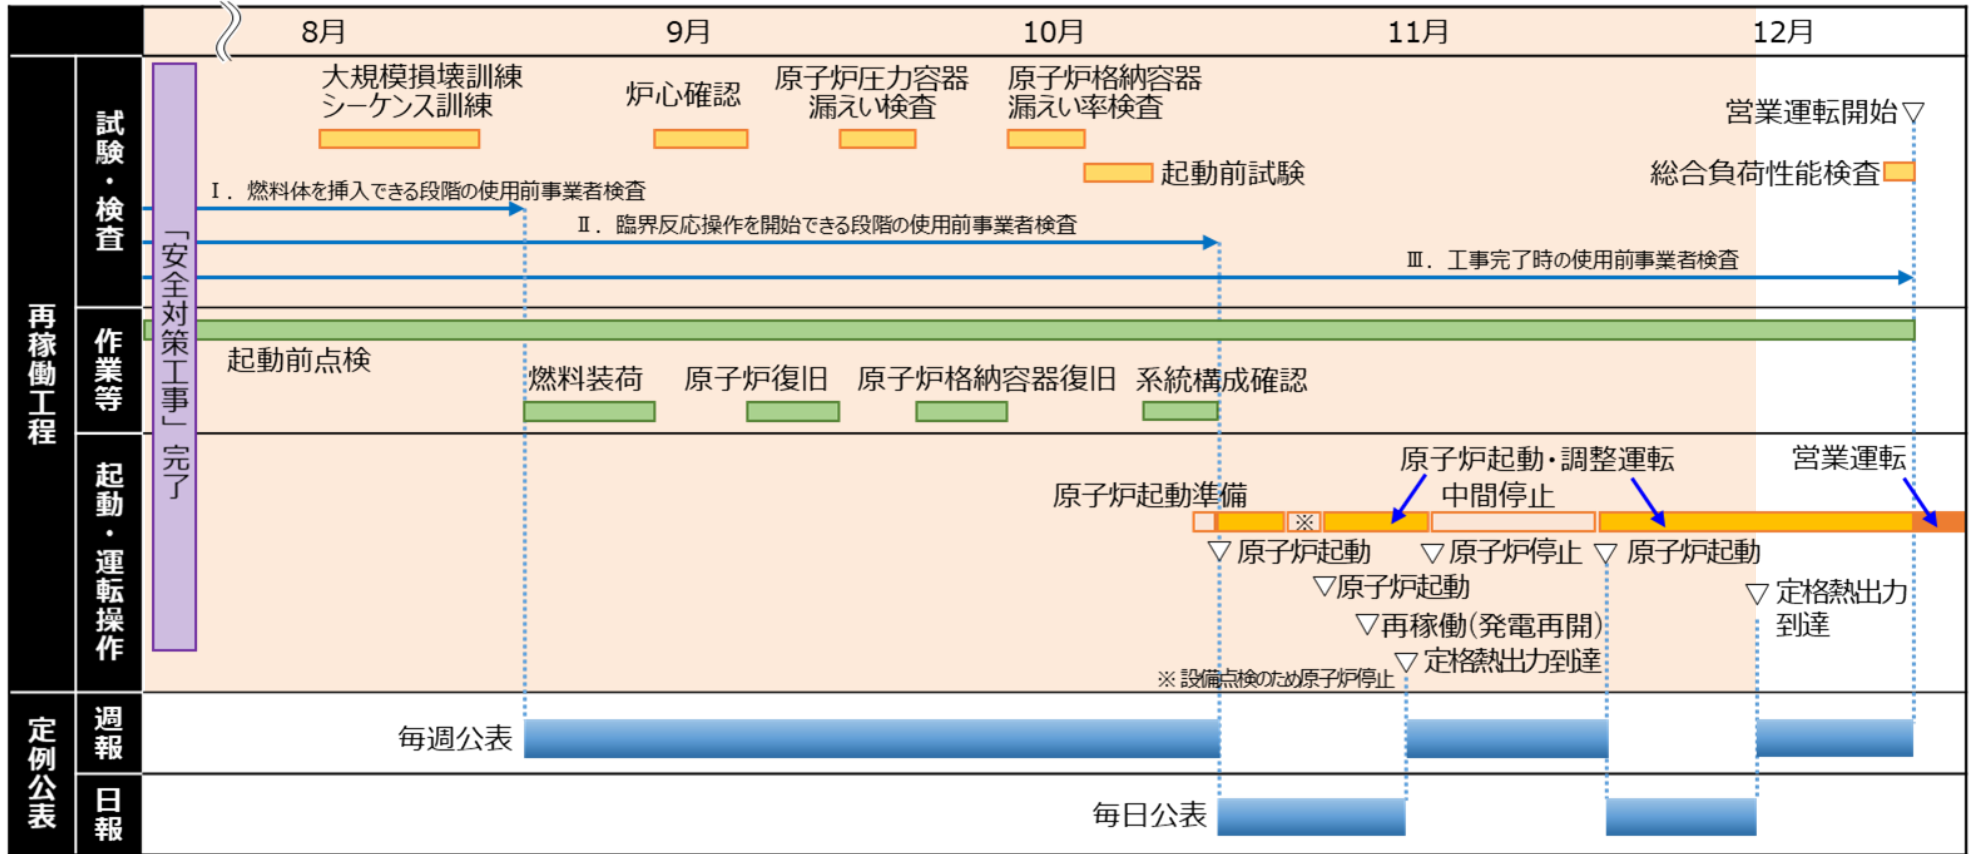 8月
9月
10月
11月
12月
再稼働工程
試験・検査
「安全対策工事」完了
大規模損壊訓練
シーケンス訓練
炉心確認
原子炉圧力容器
漏えい検査
原子炉格納容器
漏えい率検査
起動前試験
営業運転開始▽
総合負荷性能検査
Ⅰ．燃料体を挿入できる段階の使用前事業者検査
Ⅱ．臨界反応操作を開始できる段階の使用前事業者検査
Ⅲ．工事完了時の使用前事業者検査
作業等
起動前点検
燃料装荷
原子炉復旧
原子炉格納容器復旧
系統構成確認
起動・運転操作
原子炉起動・調整運転
営業運転
原子炉起動準備
中間停止
※
▽原子炉起動
▽原子炉停止
▽原子炉起動
▽原子炉起動
▽定格熱出力
到達
▽再稼働(発電再開)
▽定格熱出力到達
※設備点検のため原子炉停止
定例公表
週報
毎週公表
日報
毎日公表